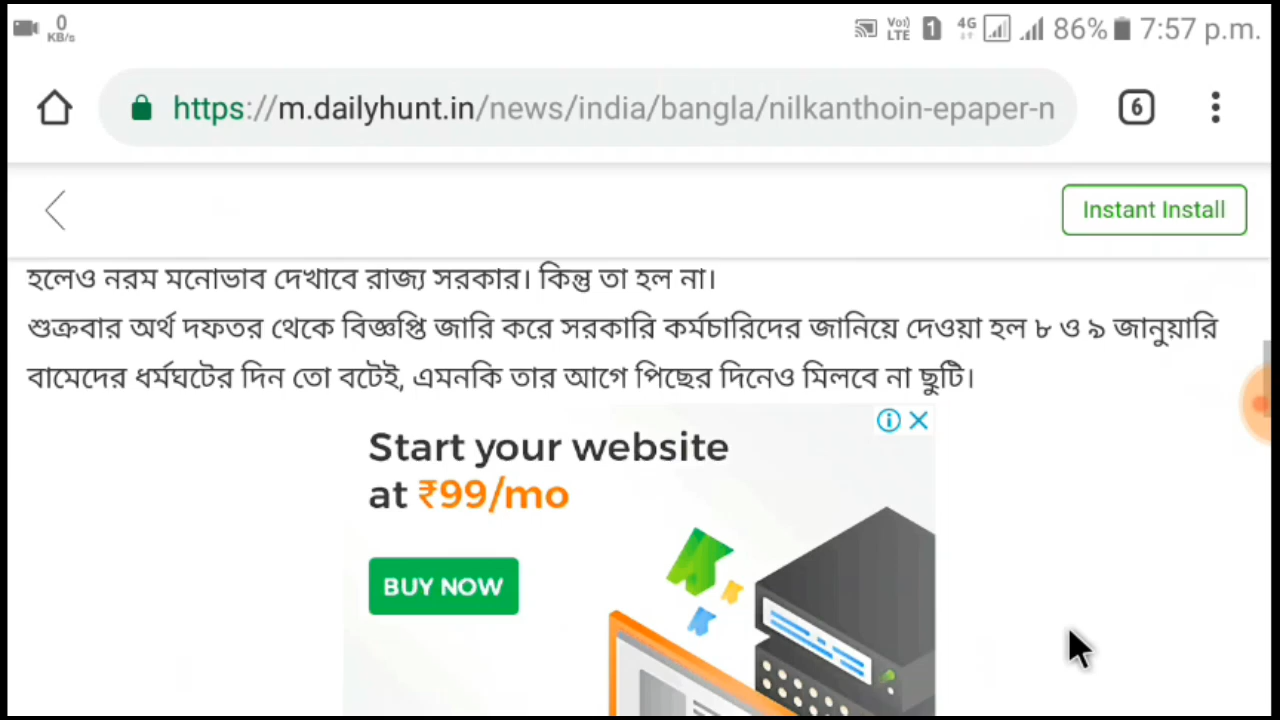 0
KB/s
Vo))
LTE
1
4G
86%
7:57 p.m.
https://m.dailyhunt.in/news/india/bangla/nilkanthoin-epaper-n
6
Instant Install
হলেও নরম মনোভাব দেখাবে রাজ্য সরকার। কিন্তু তা হল না।
শুক্রবার অর্থ দফতর থেকে বিজ্ঞপ্তি জারি করে সরকারি কর্মচারিদের জানিয়ে দেওয়া হল ৮ ও ৯ জানুয়ারি
বামেদের ধর্মঘটের দিন তো বটেই, এমনকি তার আগে পিছের দিনেও মিলবে না ছুটি।
Start your website
at ₹99/mo
BUY NOW